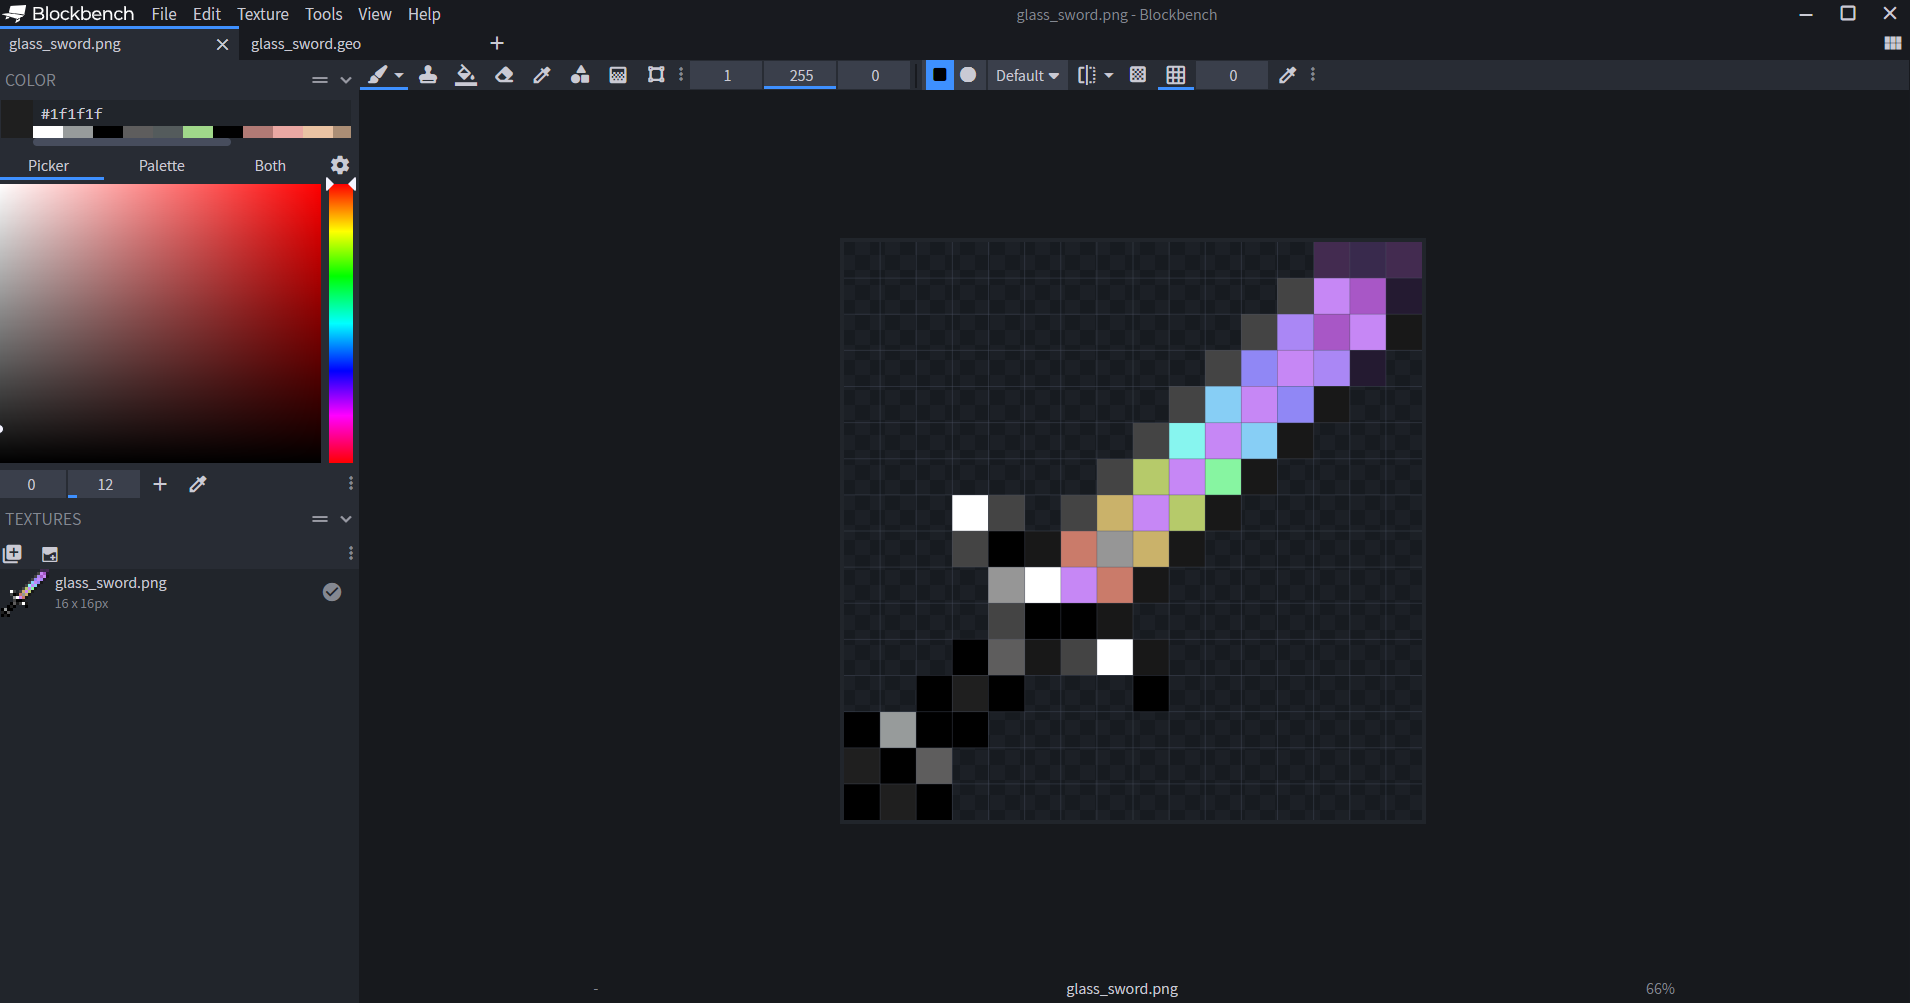 Blockbench File Edit Texture Tools View Help
glass_sword.png - Blockbench
glass_sword.png
glass_sword.geo
COLOR
1 255 0
Default
0
#1f1f1f
Picker Palette Both
0 12
TEXTURES
glass_sword.png
16 x 16px
- glass_sword.png 66%